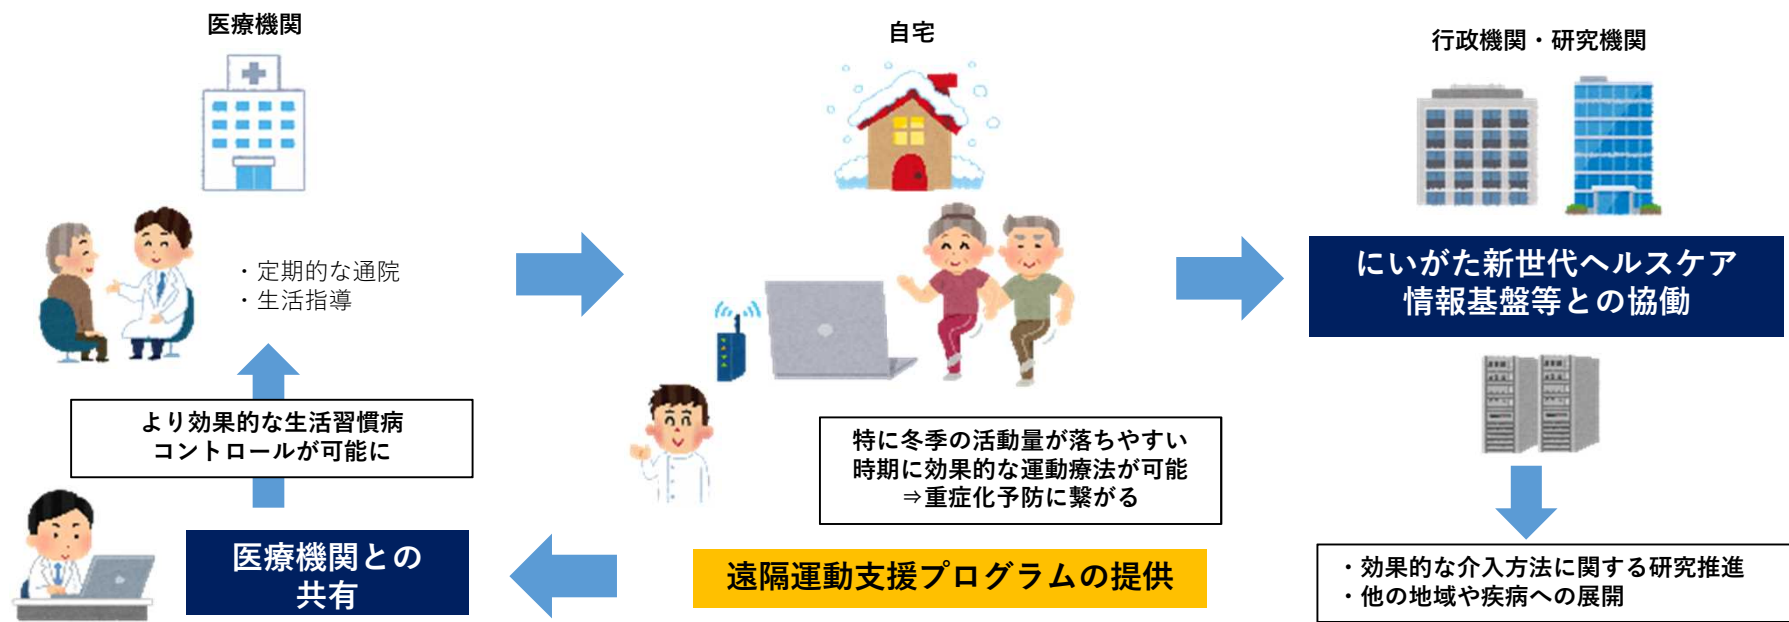 医療機関
・定期的な通院
・生活指導
より効果的な生活習慣病
コントロールが可能に
医療機関との
共有
自宅
特に冬季の活動量が落ちやすい
時期に効果的な運動療法が可能
⇒重症化予防に繋がる
遠隔運動支援プログラムの提供
行政機関・研究機関
にいがた新世代ヘルスケア
情報基盤等との協働
・効果的な介入方法に関する研究推進
・他の地域や疾病への展開